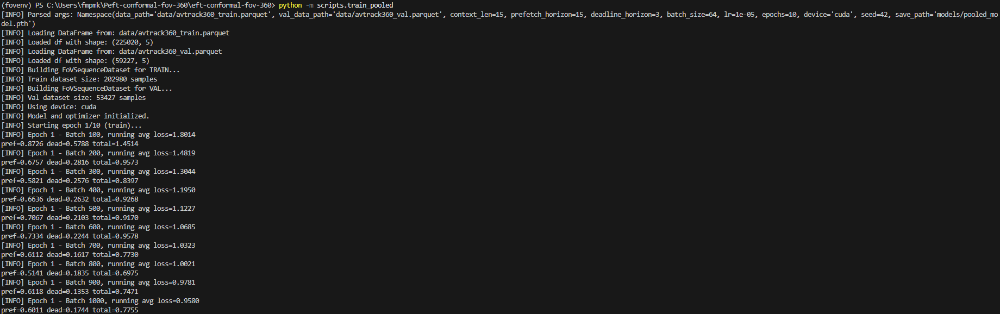 (fovenv) PS C:\Users\fmpmk\Peft-conformal-fov-360\eft-conformal-fov-360> python -m scripts.train_pooled
[INFO] Parsed args: Namespace(data_path='data/avtrack360_train.parquet', val_data_path='data/avtrack360_val.parquet', context_len=15, prefetch_horizon=15, deadline_horizon=3, batch_size=64, lr=1e-05, epochs=10, device='cuda', seed=42, save_path='models/pooled_mo
del.pth')
[INFO] Loading DataFrame from: data/avtrack360_train.parquet
[INFO] Loaded df with shape: (225020, 5)
[INFO] Loading DataFrame from: data/avtrack360_val.parquet
[INFO] Loaded df with shape: (59227, 5)
[INFO] Building FoVSequenceDataset for TRAIN...
[INFO] Train dataset size: 202980 samples
[INFO] Building FoVSequenceDataset for VAL...
[INFO] Val dataset size: 53427 samples
[INFO] Using device: cuda
[INFO] Model and optimizer initialized.
[INFO] Starting epoch 1/10 (train)...
[INFO] Epoch 1 - Batch 100, running avg loss=1.8014
pref=0.8726 dead=0.5788 total=1.4514
[INFO] Epoch 1 - Batch 200, running avg loss=1.4819
pref=0.6757 dead=0.2816 total=0.9573
[INFO] Epoch 1 - Batch 300, running avg loss=1.3044
pref=0.5821 dead=0.2576 total=0.8397
[INFO] Epoch 1 - Batch 400, running avg loss=1.1950
pref=0.6636 dead=0.2632 total=0.9268
[INFO] Epoch 1 - Batch 500, running avg loss=1.1227
pref=0.7067 dead=0.2103 total=0.9170
[INFO] Epoch 1 - Batch 600, running avg loss=1.0685
pref=0.7334 dead=0.2244 total=0.9578
[INFO] Epoch 1 - Batch 700, running avg loss=1.0323
pref=0.6112 dead=0.1617 total=0.7730
[INFO] Epoch 1 - Batch 800, running avg loss=1.0021
pref=0.5141 dead=0.1835 total=0.6975
[INFO] Epoch 1 - Batch 900, running avg loss=0.9781
pref=0.6118 dead=0.1353 total=0.7471
[INFO] Epoch 1 - Batch 1000, running avg loss=0.9580
pref=0.6011 dead=0.1744 total=0.7755